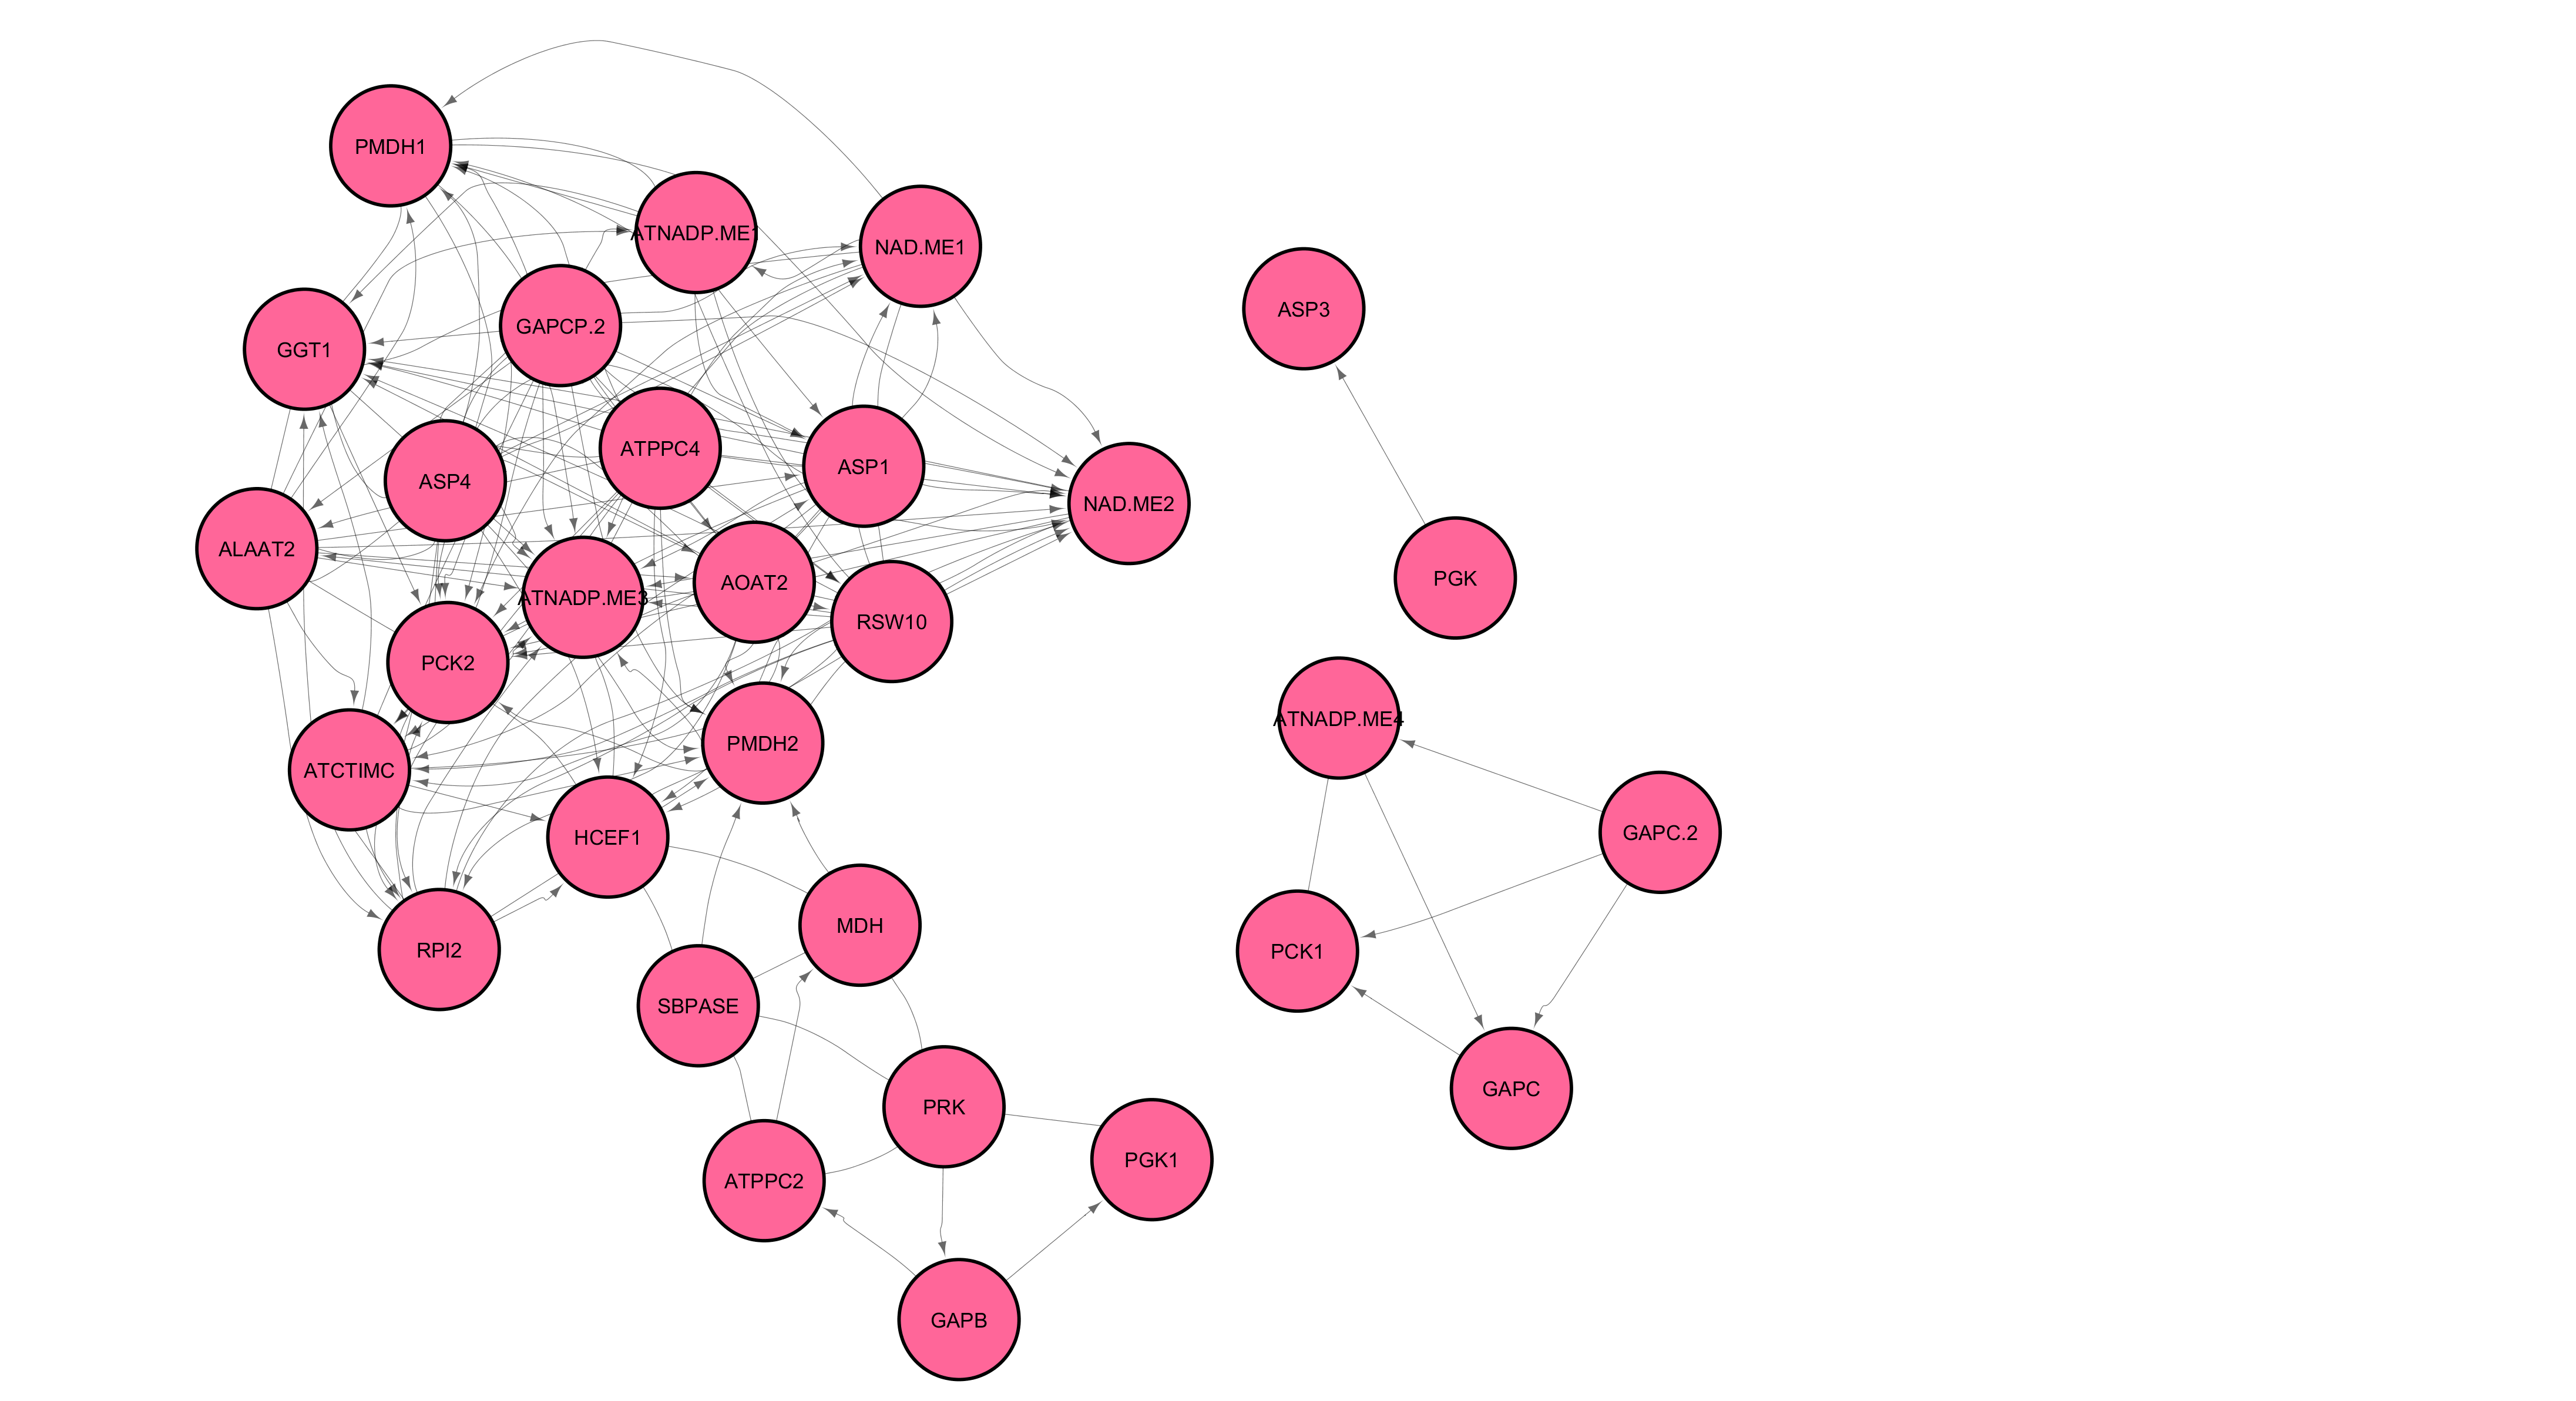 PMDH1
ATNADP.ME1
NAD.ME1
ASP3
GAPCP.2
GGT1
ATPPC4
ASP1
ASP4
NAD.ME2
ALAAT2
PGK
AOAT2
ATNADP.ME3
RSW10
PCK2
ATNADP.ME4
PMDH2
ATCTIMC
GAPC.2
HCEF1
MDH
RPI2
PCK1
SBPASE
GAPC
PRK
PGK1
ATPPC2
GAPB